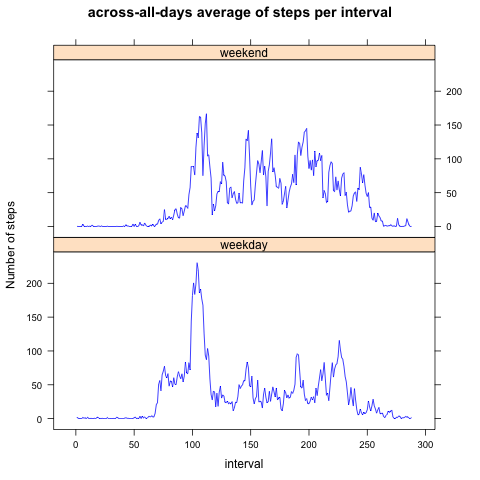 across-all-days average of steps per interval
weekend
200
150
100
50
0
weekday
200
150
100
50
0
0 50 100 150 200 250 300
Number of steps
interval